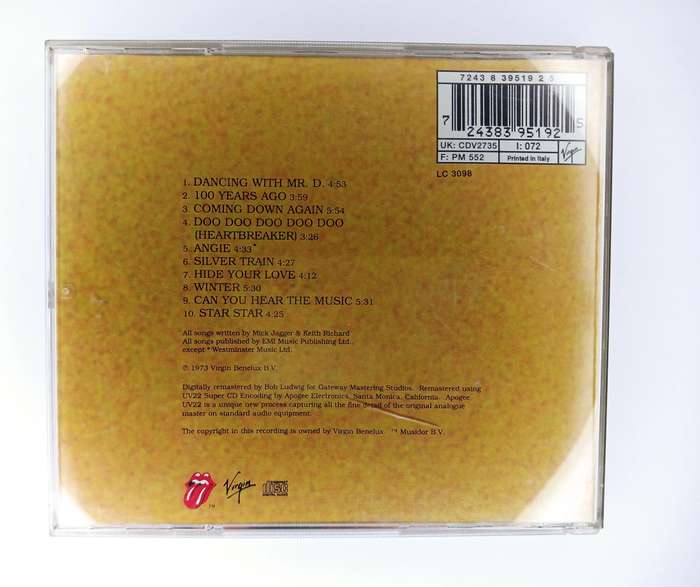 7243 8 39519 2 5
7 24383 95192 5
UK: CDV2735 I: 072
F: PM 552 Printed in Italy Virgin
LC 3098
1. DANCING WITH MR. D. 4:53
2. 100 YEARS AGO 3:59
3. COMING DOWN AGAIN 5:54
4. DOO DOO DOO DOO DOO
(HEARTBREAKER) 3:26
5. ANGIE 4:33*
6. SILVER TRAIN 4:27
7. HIDE YOUR LOVE 4:12
8. WINTER 5:30
9. CAN YOU HEAR THE MUSIC 5:31
10. STAR STAR 4:25
All songs written by Mick Jagger & Keith Richard
All songs published by EMI Music Publishing Ltd.,
except * Westminster Music Ltd.
℗ 1973 Virgin Benelux B.V.
Digitally remastered by Bob Ludwig for Gateway Mastering Studios. Remastered using
UV22 Super CD Encoding by Apogee Electronics, Santa Monica, California. Apogee
UV22 is a unique new process capturing all the fine detail of the original analogue
master on standard audio equipment.
The copyright in this recording is owned by Virgin Benelux ™ Musidor B.V.
™ Virgin disc